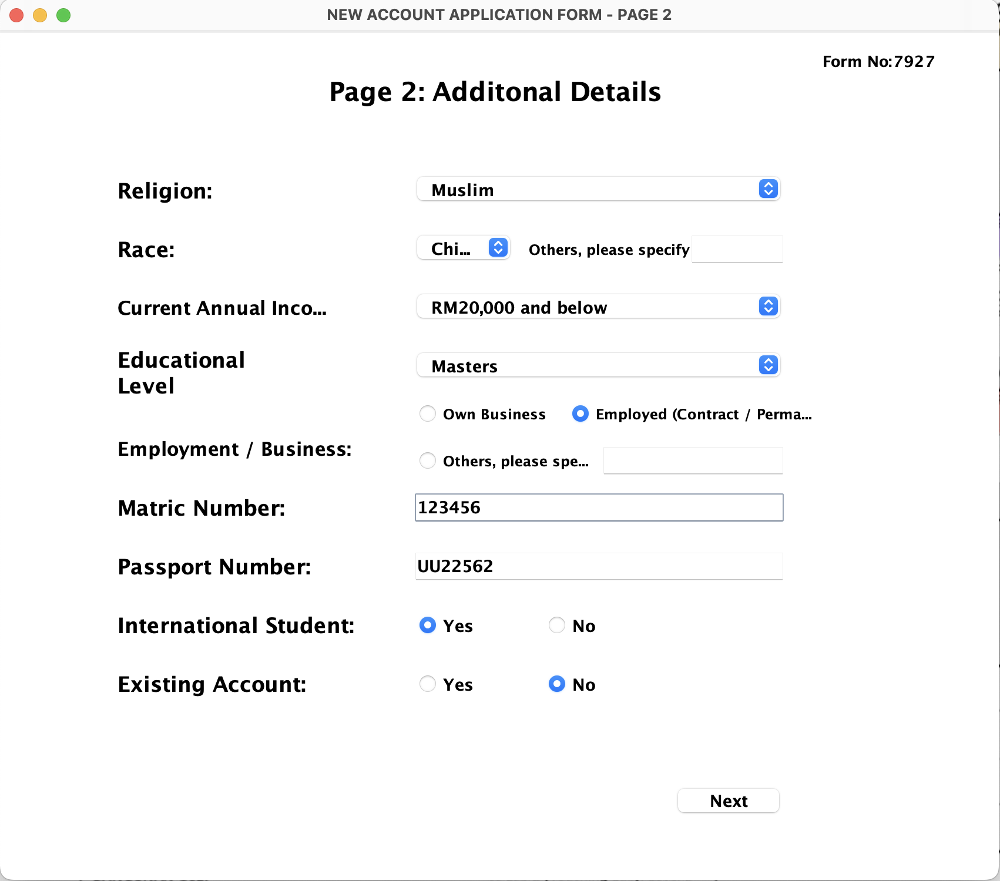 NEW ACCOUNT APPLICATION FORM - PAGE 2
Form No:7927
Page 2: Additonal Details
Religion: Muslim
Race: Chi... Others, please specify
Current Annual Inco... RM20,000 and below
Educational
Level
Masters
Own Business Employed (Contract / Perma...
Employment / Business:
Others, please spe...
Matric Number: 123456
Passport Number: UU22562
International Student: Yes No
Existing Account: Yes No
Next